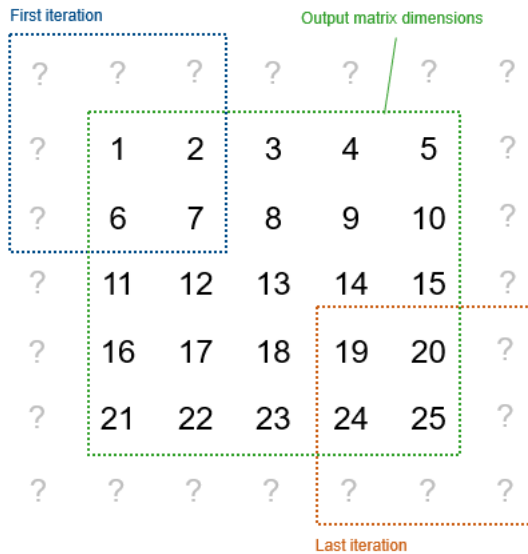 First iteration
Output matrix dimensions
? ? ? ? ? ? ?
? 1 2 3 4 5 ?
? 6 7 8 9 10 ?
? 11 12 13 14 15 ?
? 16 17 18 19 20 ?
? 21 22 23 24 25 ?
? ? ? ? ? ? ?
Last iteration